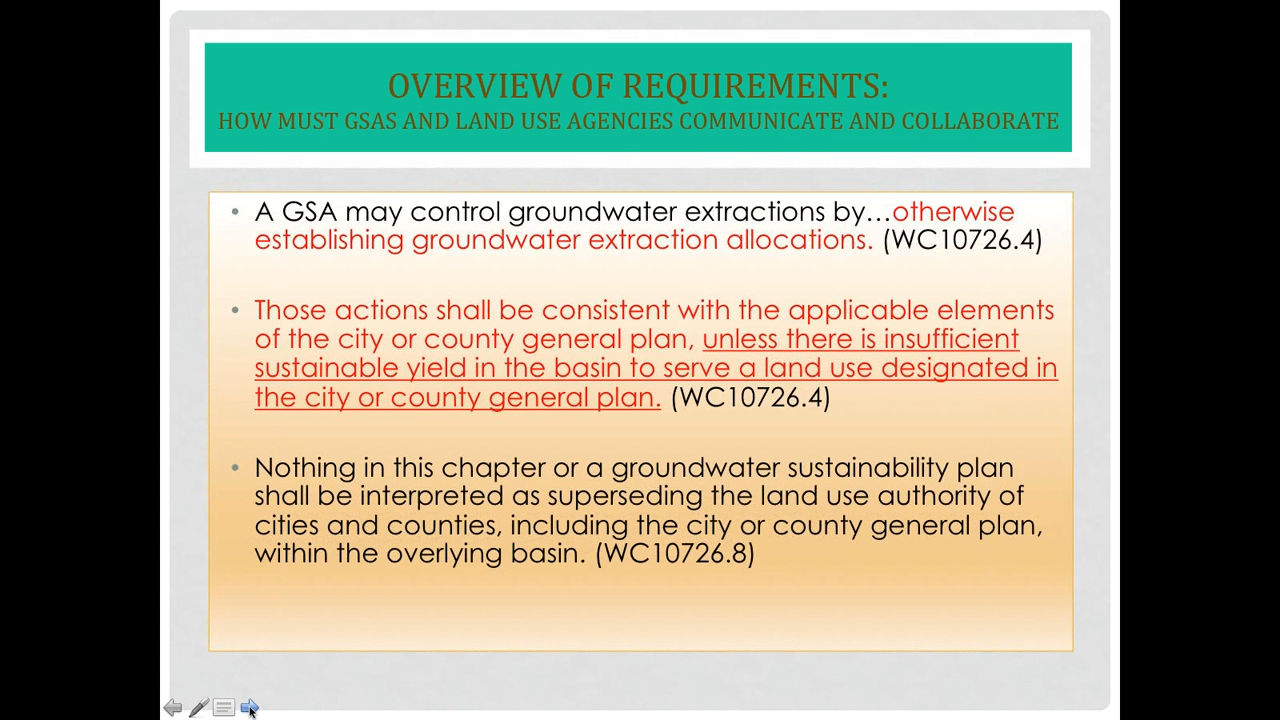 OVERVIEW OF REQUIREMENTS:
HOW MUST GSAS AND LAND USE AGENCIES COMMUNICATE AND COLLABORATE
• A GSA may control groundwater extractions by…otherwise
establishing groundwater extraction allocations. (WC10726.4)
• Those actions shall be consistent with the applicable elements
of the city or county general plan, unless there is insufficient
sustainable yield in the basin to serve a land use designated in
the city or county general plan. (WC10726.4)
• Nothing in this chapter or a groundwater sustainability plan
shall be interpreted as superseding the land use authority of
cities and counties, including the city or county general plan,
within the overlying basin. (WC10726.8)